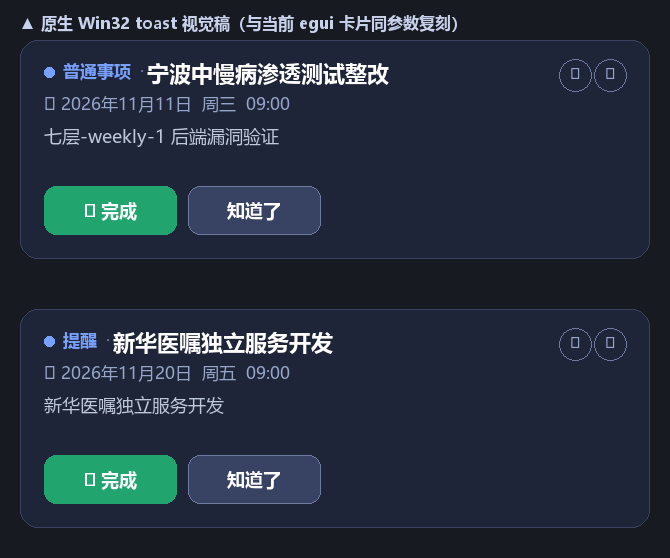 ▲ 原生 Win32 toast 视觉稿（与当前 egui 卡片同参数复刻）
普通事项 · 宁波中慢病渗透测试整改
2026年11月11日 周三 09:00
七层-weekly-1 后端漏洞验证
完成 知道了
提醒 · 新华医嘱独立服务开发
2026年11月20日 周五 09:00
新华医嘱独立服务开发
完成 知道了